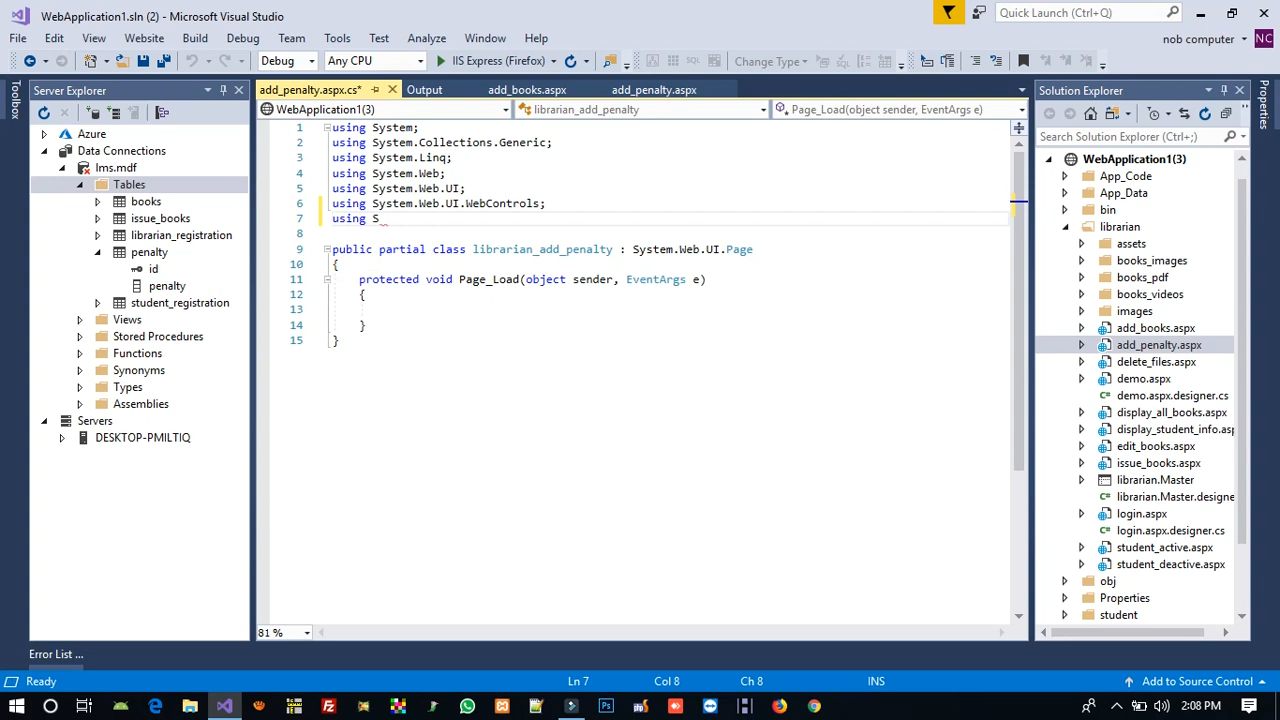 WebApplication1.sln (2) - Microsoft Visual Studio
Quick Launch (Ctrl+Q)
File Edit View Website Build Debug Team Tools Test Analyze Window Help
nob computer NC
Debug Any CPU IIS Express (Firefox) Change Type
Toolbox
Server Explorer
Azure
Data Connections
lms.mdf
Tables
books
issue_books
librarian_registration
penalty
id
penalty
student_registration
Views
Stored Procedures
Functions
Synonyms
Types
Assemblies
Servers
DESKTOP-PMILTIQ
add_penalty.aspx.cs* Output add_books.aspx add_penalty.aspx
WebApplication1(3) librarian_add_penalty Page_Load(object sender, EventArgs e)
1 using System;
2 using System.Collections.Generic;
3 using System.Linq;
4 using System.Web;
5 using System.Web.UI;
6 using System.Web.UI.WebControls;
7 using S
8
9 public partial class librarian_add_penalty : System.Web.UI.Page
10 {
11 protected void Page_Load(object sender, EventArgs e)
12 {
13
14 }
15 }
81 %
Solution Explorer
Search Solution Explorer (Ctrl+;)
WebApplication1(3)
App_Code
App_Data
bin
librarian
assets
books_images
books_pdf
books_videos
images
add_books.aspx
add_penalty.aspx
delete_files.aspx
demo.aspx
demo.aspx.designer.cs
display_all_books.aspx
display_student_info.asp
edit_books.aspx
issue_books.aspx
librarian.Master
librarian.Master.designe
login.aspx
login.aspx.designer.cs
student_active.aspx
student_deactive.aspx
obj
Properties
student
Properties
Error List ...
Ready Ln 7 Col 8 Ch 8 INS Add to Source Control
2:08 PM